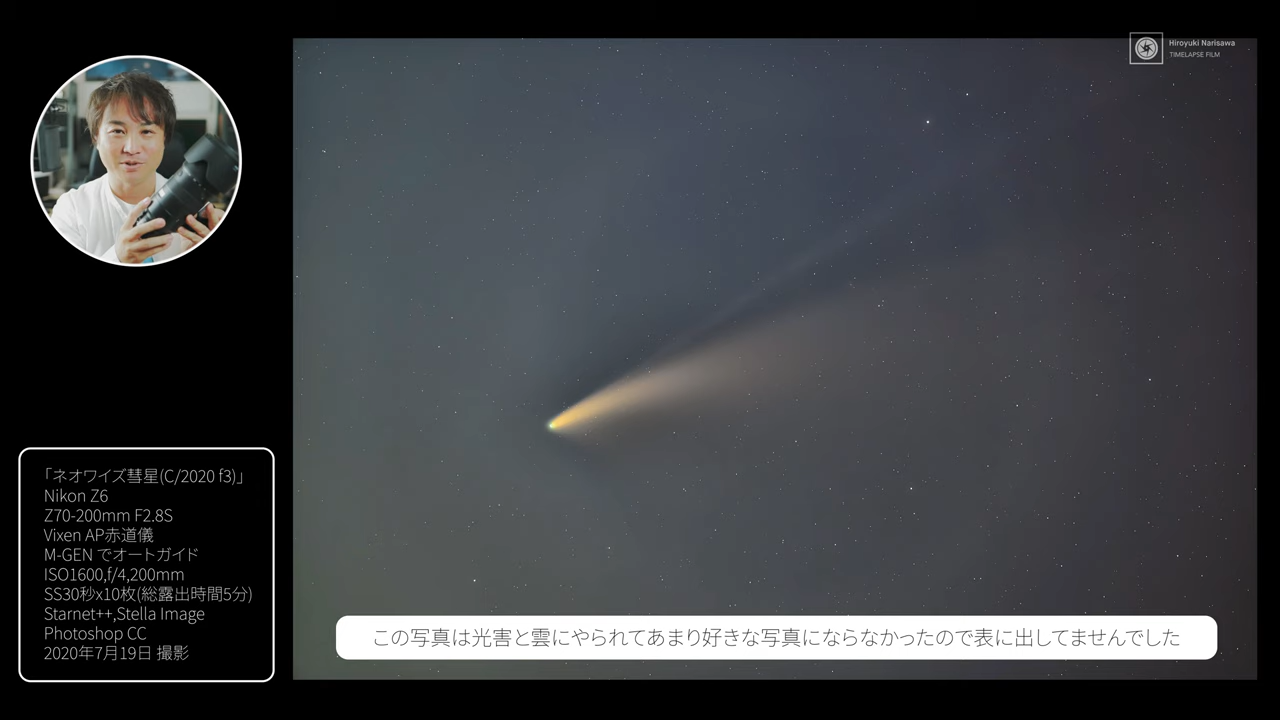 Hiroyuki Narisawa
TIMELAPSE FILM
「ネオワイズ彗星(C/2020 f3)」
Nikon Z6
Z70-200mm F2.8S
Vixen AP赤道儀
M-GEN でオートガイド
ISO1600,f/4,200mm
SS30秒x10枚(総露出時間5分)
Starnet++,Stella Image
Photoshop CC
2020年7月19日 撮影
この写真は光害と雲にやられてあまり好きな写真にならなかったので表に出してませんでした